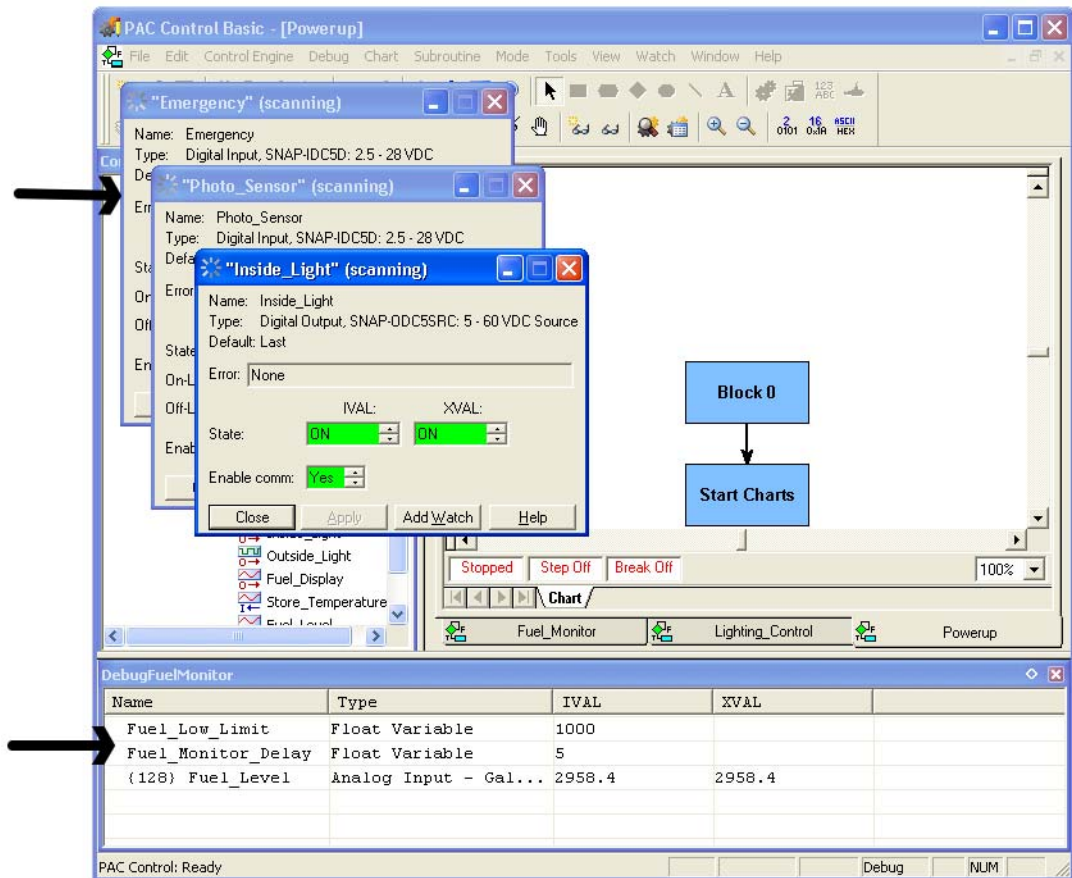 PAC Control Basic - [Powerup]
File Edit Control Engine Debug Chart Subroutine Mode Tools View Watch Window Help
"Emergency" (scanning)
Name: Emergency
Type: Digital Input, SNAP-IDC5D: 2.5 - 28 VDC
"Photo_Sensor" (scanning)
Name: Photo_Sensor
Type: Digital Input, SNAP-IDC5D: 2.5 - 28 VDC
"Inside_Light" (scanning)
Name: Inside_Light
Type: Digital Output, SNAP-ODC5SRC: 5 - 60 VDC Source
Default: Last
Error: None
IVAL: XVAL:
State: ON ON
Enable comm: Yes
Close Apply Add Watch Help
Block 0
Start Charts
Outside_Light
Fuel_Display
Store_Temperature
Fuel_Level
Stopped Step Off Break Off 100%
Chart
Fuel_Monitor Lighting_Control Powerup
DebugFuelMonitor
Name Type IVAL XVAL
Fuel_Low_Limit Float Variable 1000
Fuel_Monitor_Delay Float Variable 5
{128} Fuel_Level Analog Input - Gal... 2958.4 2958.4
PAC Control: Ready Debug NUM